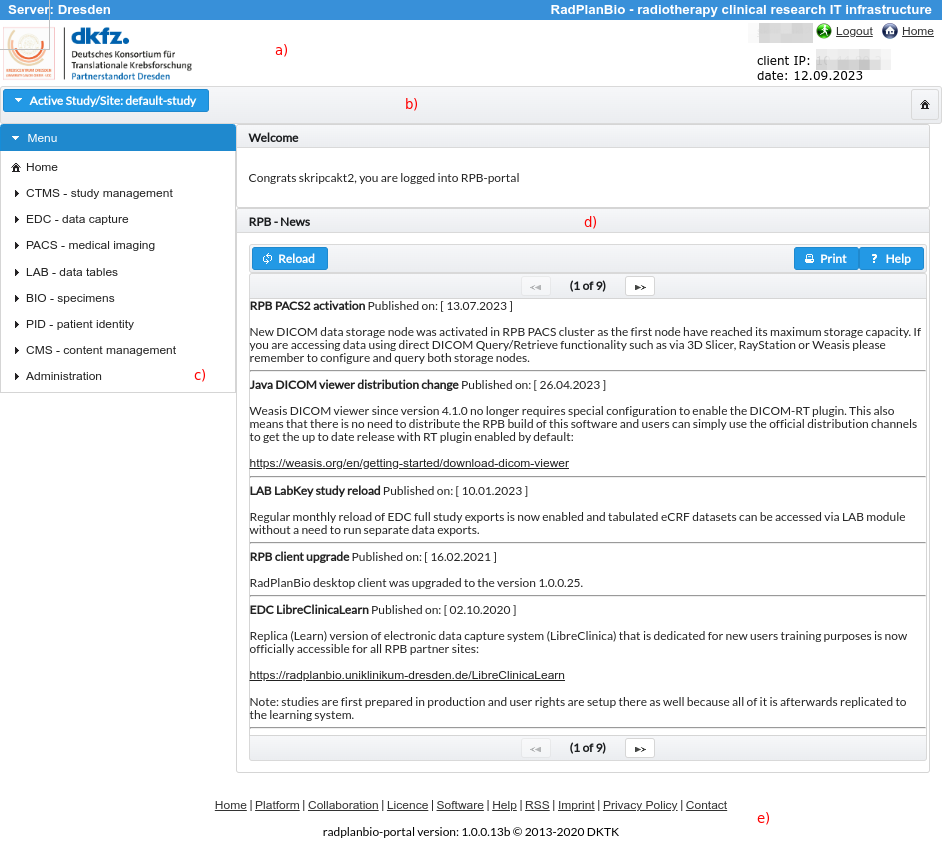 Server: Dresden
RadPlanBio - radiotherapy clinical research IT infrastructure
dkfz.
Deutsches Konsortium für
Translationale Krebsforschung
Partnerstandort Dresden
a)
Logout Home
client IP:
date: 12.09.2023
Active Study/Site: default-study
b)
Menu
Home
CTMS - study management
EDC - data capture
PACS - medical imaging
LAB - data tables
BIO - specimens
PID - patient identity
CMS - content management
Administration
c)
Welcome
Congrats skripcakt2, you are logged into RPB-portal
RPB - News
d)
Reload Print Help
(1 of 9)
RPB PACS2 activation Published on: [ 13.07.2023 ]
New DICOM data storage node was activated in RPB PACS cluster as the first node have reached its maximum storage capacity. If
you are accessing data using direct DICOM Query/Retrieve functionality such as via 3D Slicer, RayStation or Weasis please
remember to configure and query both storage nodes.
Java DICOM viewer distribution change Published on: [ 26.04.2023 ]
Weasis DICOM viewer since version 4.1.0 no longer requires special configuration to enable the DICOM-RT plugin. This also
means that there is no need to distribute the RPB build of this software and users can simply use the official distribution channels
to get the up to date release with RT plugin enabled by default:
https://weasis.org/en/getting-started/download-dicom-viewer
LAB LabKey study reload Published on: [ 10.01.2023 ]
Regular monthly reload of EDC full study exports is now enabled and tabulated eCRF datasets can be accessed via LAB module
without a need to run separate data exports.
RPB client upgrade Published on: [ 16.02.2021 ]
RadPlanBio desktop client was upgraded to the version 1.0.0.25.
EDC LibreClinicaLearn Published on: [ 02.10.2020 ]
Replica (Learn) version of electronic data capture system (LibreClinica) that is dedicated for new users training purposes is now
officially accessible for all RPB partner sites:
https://radplanbio.uniklinikum-dresden.de/LibreClinicaLearn
Note: studies are first prepared in production and user rights are setup there as well because all of it is afterwards replicated to
the learning system.
(1 of 9)
Home | Platform | Collaboration | Licence | Software | Help | RSS | Imprint | Privacy Policy | Contact
e)
radplanbio-portal version: 1.0.0.13b © 2013-2020 DKTK